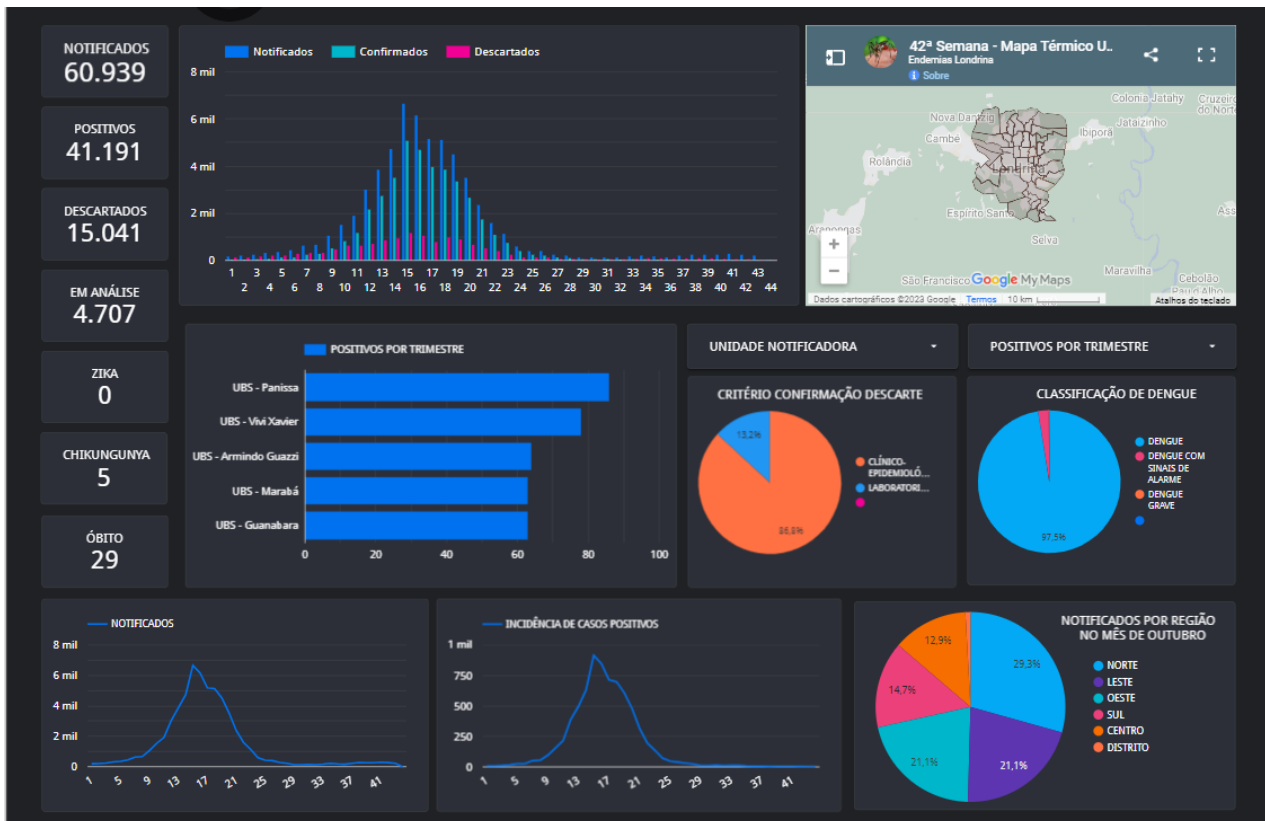 NOTIFICADOS
60.939
POSITIVOS
41.191
DESCARTADOS
15.041
EM ANÁLISE
4.707
ZIKA
0
CHIKUNGUNYA
5
ÓBITO
29
Notificados Confirmados Descartados
8 mil
6 mil
4 mil
2 mil
0
1 3 5 7 9 11 13 15 17 19 21 23 25 27 29 31 33 35 37 39 41 43
2 4 6 8 10 12 14 16 18 20 22 24 26 28 30 32 34 36 38 40 42 44
42ª Semana - Mapa Térmico U..
Endemias Londrina
Sobre
Colonia Jatahy
Cruzeiro
do Norte
Nova Dantzig
Jataizinho
Cambé
Ibiporã
Rolândia
Londrina
Espírito Santo
Ass
Arapongas
Selva
+
−
Maravilha
São Francisco
Google My Maps
Cebolão
Pau d'Alho
Dados cartográficos ©2023 Google Termos 10 km Atalhos do teclado
POSITIVOS POR TRIMESTRE
UBS - Panissa
UBS - Vivi Xavier
UBS - Armindo Guazzi
UBS - Marabá
UBS - Guanabara
0 20 40 60 80 100
UNIDADE NOTIFICADORA
POSITIVOS POR TRIMESTRE
CRITÉRIO CONFIRMAÇÃO DESCARTE
13,2%
86,8%
CLÍNICO-
EPIDEMIOLÓ...
LABORATORI...
CLASSIFICAÇÃO DE DENGUE
97,5%
DENGUE
DENGUE COM
SINAIS DE
ALARME
DENGUE
GRAVE
NOTIFICADOS
8 mil
6 mil
4 mil
2 mil
0
1 5 9 13 17 21 25 29 33 37 41
INCIDÊNCIA DE CASOS POSITIVOS
1 mil
750
500
250
0
1 5 9 13 17 21 25 29 33 37 41
NOTIFICADOS POR REGIÃO
NO MÊS DE OUTUBRO
29,3%
21,1%
21,1%
14,7%
12,9%
NORTE
LESTE
OESTE
SUL
CENTRO
DISTRITO